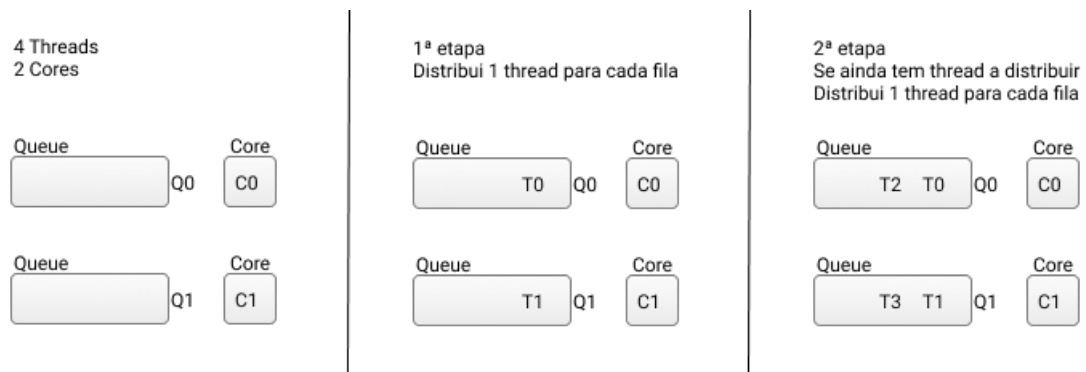 4 Threads
2 Cores
Queue Core
Q0 C0
Queue Core
Q1 C1
1ª etapa
Distribui 1 thread para cada fila
Queue Core
T0 Q0 C0
Queue Core
T1 Q1 C1
2ª etapa
Se ainda tem thread a distribuir
Distribui 1 thread para cada fila
Queue Core
T2 T0 Q0 C0
Queue Core
T3 T1 Q1 C1